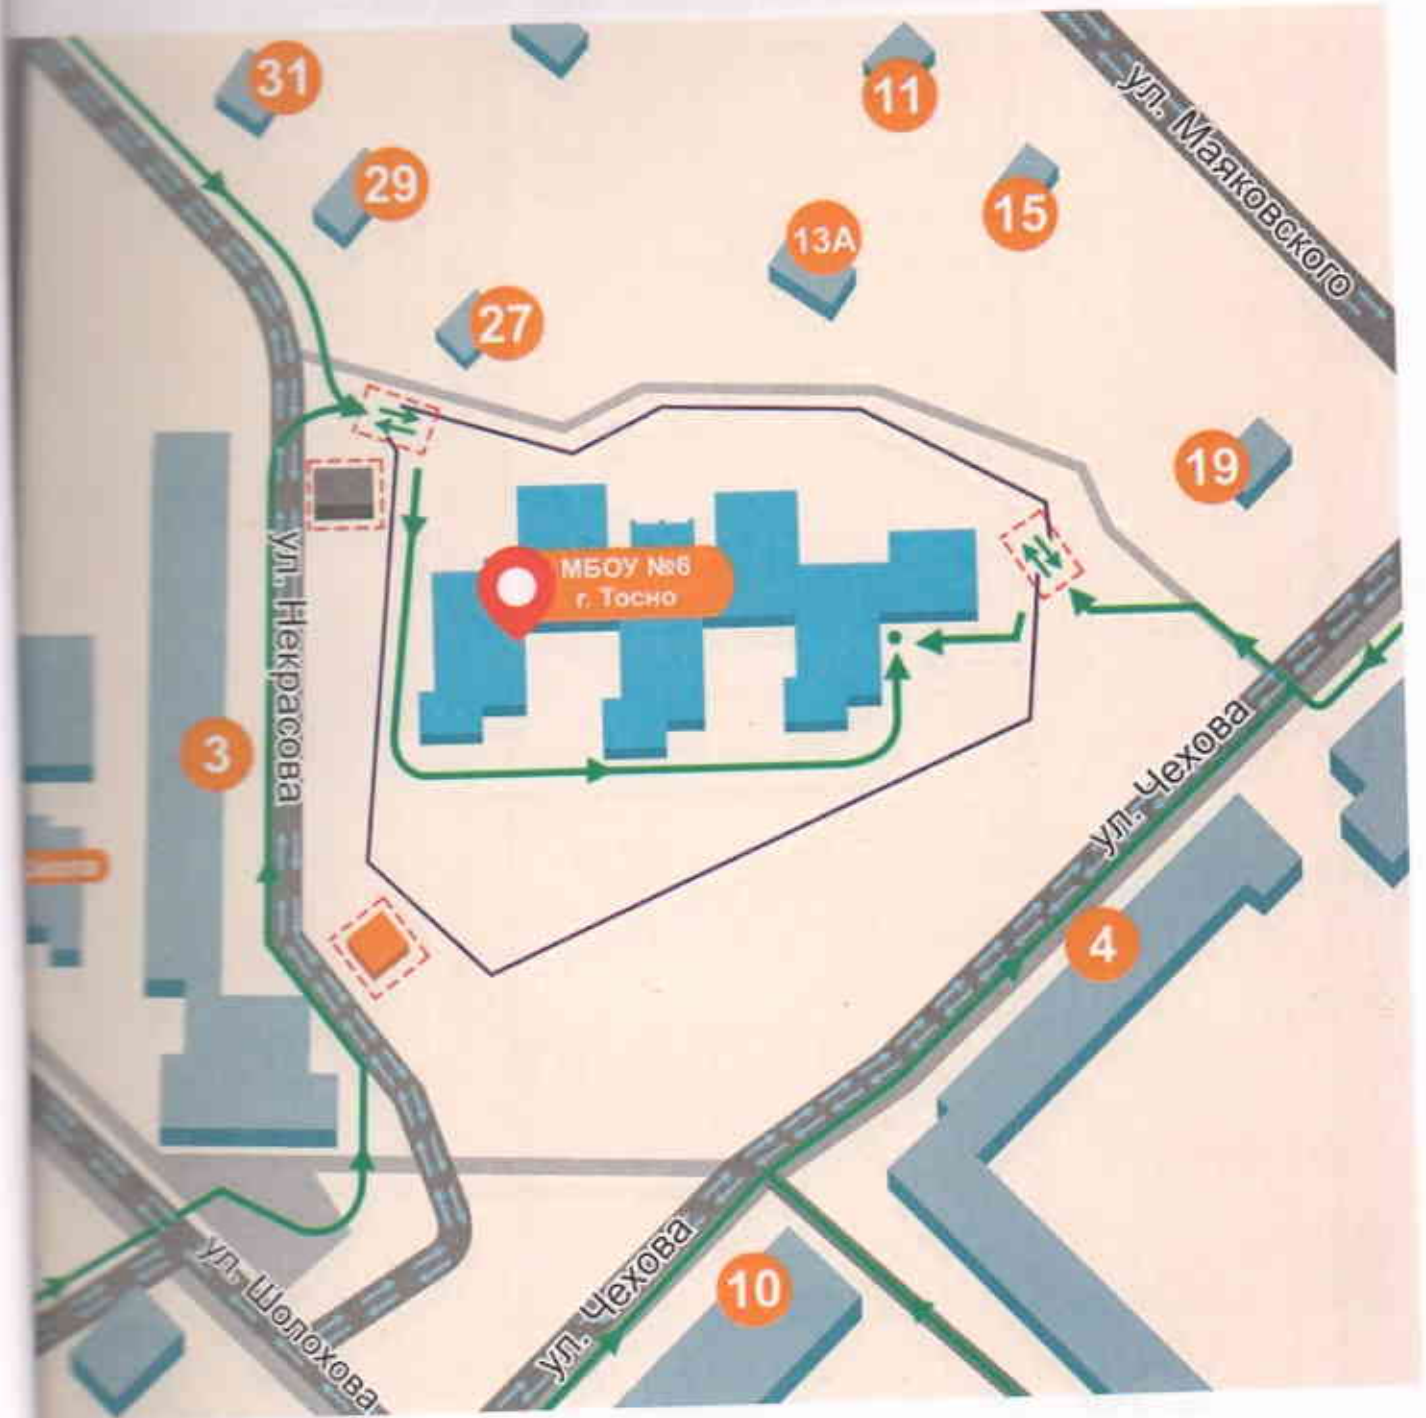 31
11
ул. Маяковского
29
15
13А
27
19
МБОУ №6
г. Тосно
ул. Некрасова
3
ул. Чехова
4
ул. Шолохова
ул. Чехова
10